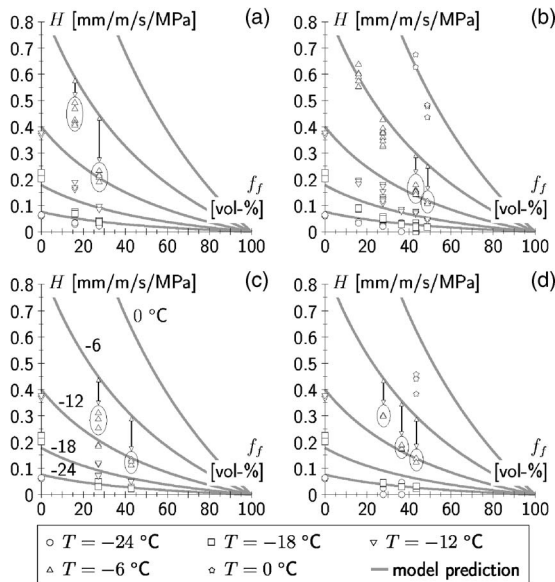 H [mm/m/s/MPa] (a)
0.8
0.7
0.6
0.5
0.4
0.3
0.2
0.1
0
f_f
[vol-%]
0 20 40 60 80 100
H [mm/m/s/MPa] (b)
0.8
0.7
0.6
0.5
0.4
0.3
0.2
0.1
0
f_f
[vol-%]
0 20 40 60 80 100
H [mm/m/s/MPa] (c)
0.8
0.7
0.6
0.5
0.4
0.3
0.2
0.1
0
0 °C
-6
-12
-18
-24
f_f
[vol-%]
0 20 40 60 80 100
H [mm/m/s/MPa] (d)
0.8
0.7
0.6
0.5
0.4
0.3
0.2
0.1
0
f_f
[vol-%]
0 20 40 60 80 100
T = −24 °C T = −18 °C T = −12 °C
T = −6 °C T = 0 °C model prediction